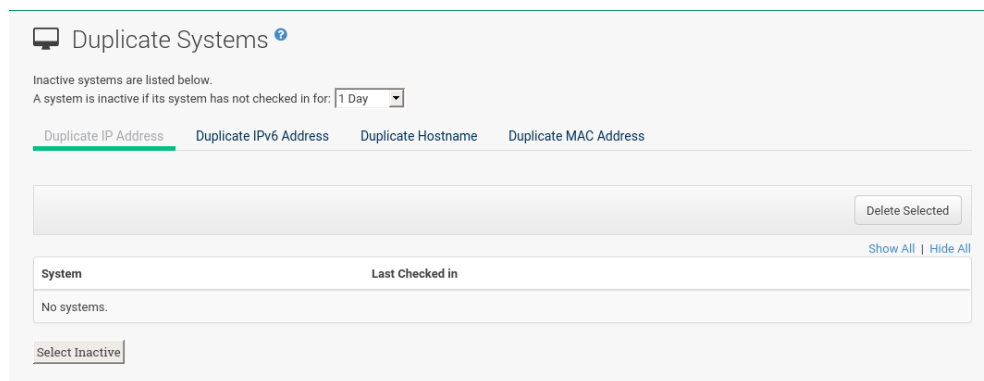 Duplicate Systems ?
Inactive systems are listed below.
A system is inactive if its system has not checked in for: 1 Day
Duplicate IP Address Duplicate IPv6 Address Duplicate Hostname Duplicate MAC Address
Delete Selected
Show All | Hide All
System Last Checked in
No systems.
Select Inactive